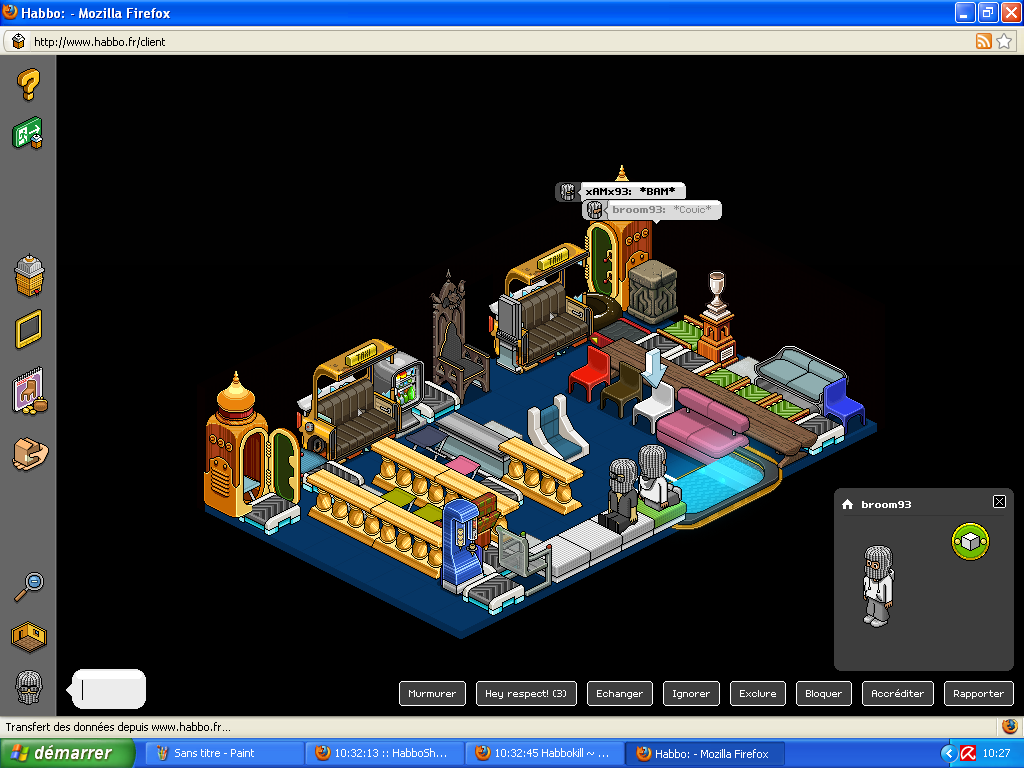 Habbo: - Mozilla Firefox
http://www.habbo.fr/client
xAMx93: *BAM*
broom93: *Couic*
TAXI
TAXI
broom93
Murmurer
Hey respect! (3)
Echanger
Ignorer
Exclure
Bloquer
Accréditer
Rapporter
Transfert des données depuis www.habbo.fr...
démarrer
Sans titre - Paint
10:32:13 :: HabboSh...
10:32:45 Habbokill ~ ...
Habbo: - Mozilla Firefox
10:27